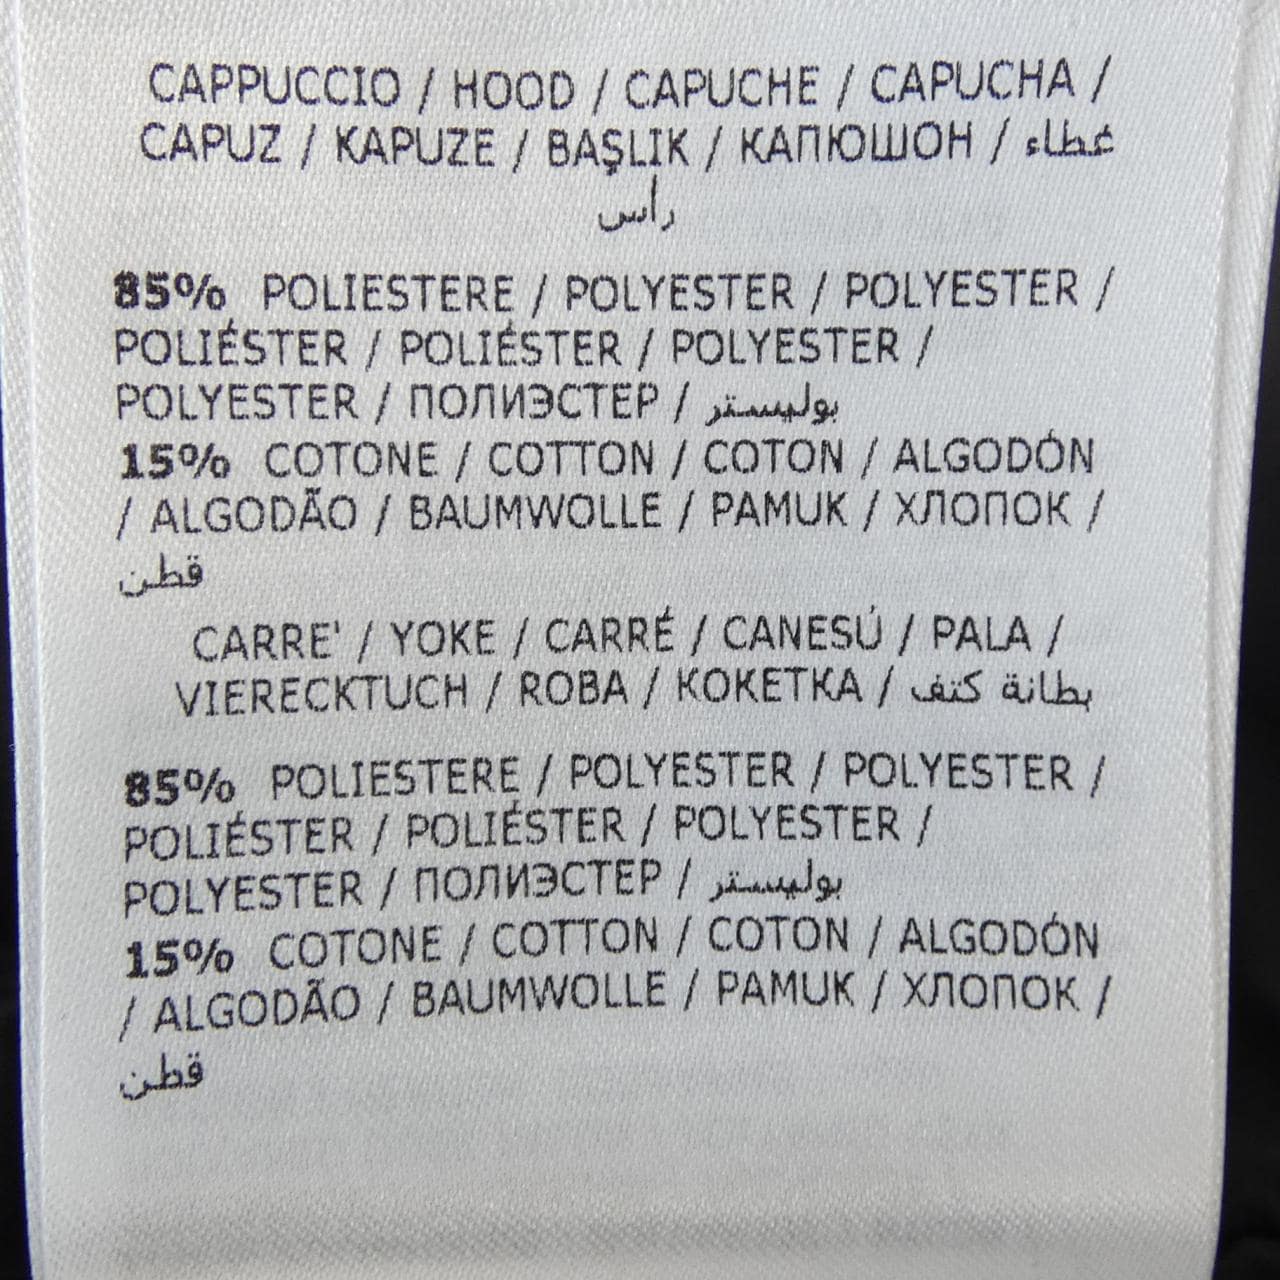 CAPPUCCIO / HOOD / CAPUCHE / CAPUCHA /
CAPUZ / KAPUZE / BAŞLIK / КАПЮШОН / غطاء
رأس
85% POLIESTERE / POLYESTER / POLYESTER /
POLIÉSTER / POLIÉSTER / POLYESTER /
POLYESTER / ПОЛИЭСТЕР / بوليستر
15% COTONE / COTTON / COTON / ALGODÓN
/ ALGODÃO / BAUMWOLLE / PAMUK / ХЛОПОК /
قطن
CARRE' / YOKE / CARRÉ / CANESÚ / PALA /
VIERECKTUCH / ROBA / КОКЕТКА / بطانة كتف
85% POLIESTERE / POLYESTER / POLYESTER /
POLIÉSTER / POLIÉSTER / POLYESTER /
POLYESTER / ПОЛИЭСТЕР / بوليستر
15% COTONE / COTTON / COTON / ALGODÓN
/ ALGODÃO / BAUMWOLLE / PAMUK / ХЛОПОК /
قطن